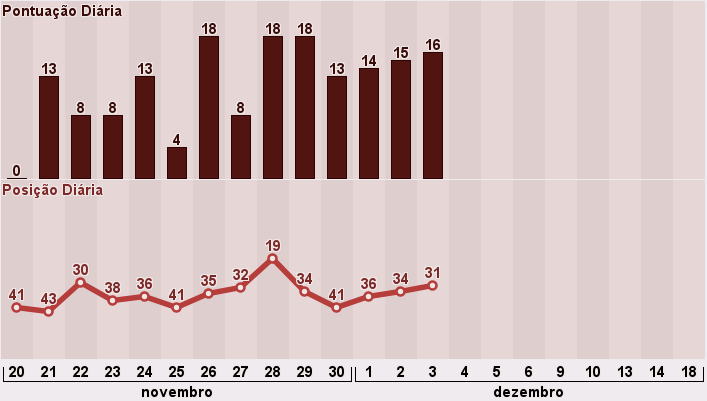 Pontuação Diária
0 13 8 8 13 4 18 8 18 18 13 14 15 16
Posição Diária
41 43 30 38 36 41 35 32 19 34 41 36 34 31
20 21 22 23 24 25 26 27 28 29 30 1 2 3 4 5 6 9 10 13 14 18
novembro dezembro